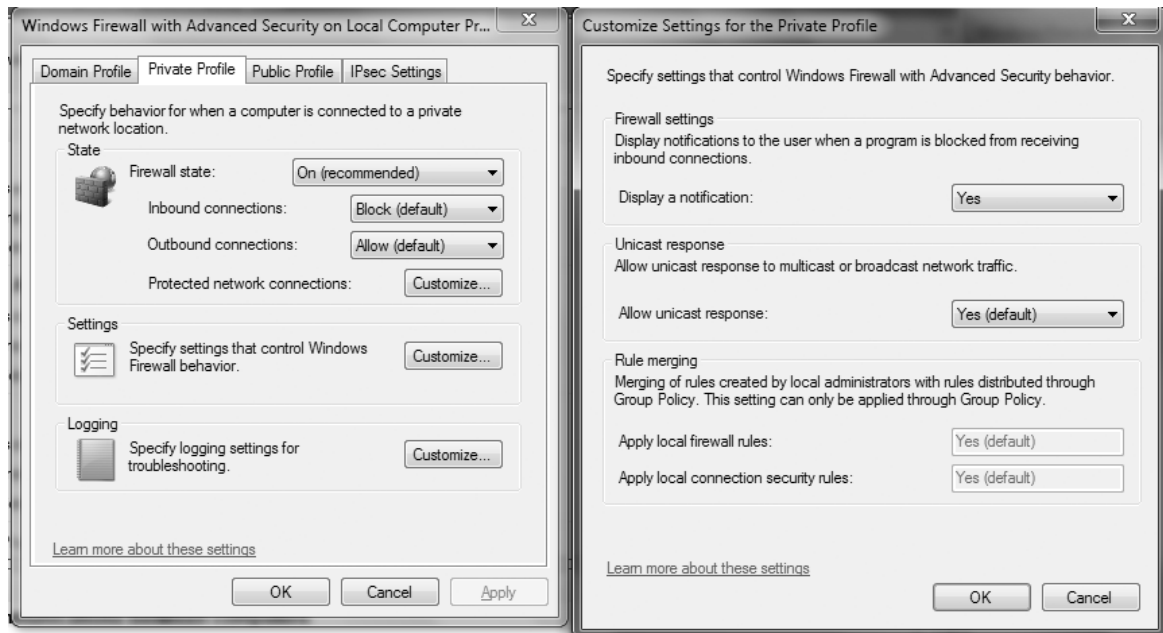 Windows Firewall with Advanced Security on Local Computer Pr...
Domain Profile Private Profile Public Profile IPsec Settings
Specify behavior for when a computer is connected to a private
network location.
State
Firewall state: On (recommended)
Inbound connections: Block (default)
Outbound connections: Allow (default)
Protected network connections: Customize...
Settings
Specify settings that control Windows
Firewall behavior.
Customize...
Logging
Specify logging settings for
troubleshooting.
Customize...
Learn more about these settings
OK Cancel Apply
Customize Settings for the Private Profile
Specify settings that control Windows Firewall with Advanced Security behavior.
Firewall settings
Display notifications to the user when a program is blocked from receiving
inbound connections.
Display a notification: Yes
Unicast response
Allow unicast response to multicast or broadcast network traffic.
Allow unicast response: Yes (default)
Rule merging
Merging of rules created by local administrators with rules distributed through
Group Policy. This setting can only be applied through Group Policy.
Apply local firewall rules: Yes (default)
Apply local connection security rules: Yes (default)
Learn more about these settings
OK Cancel